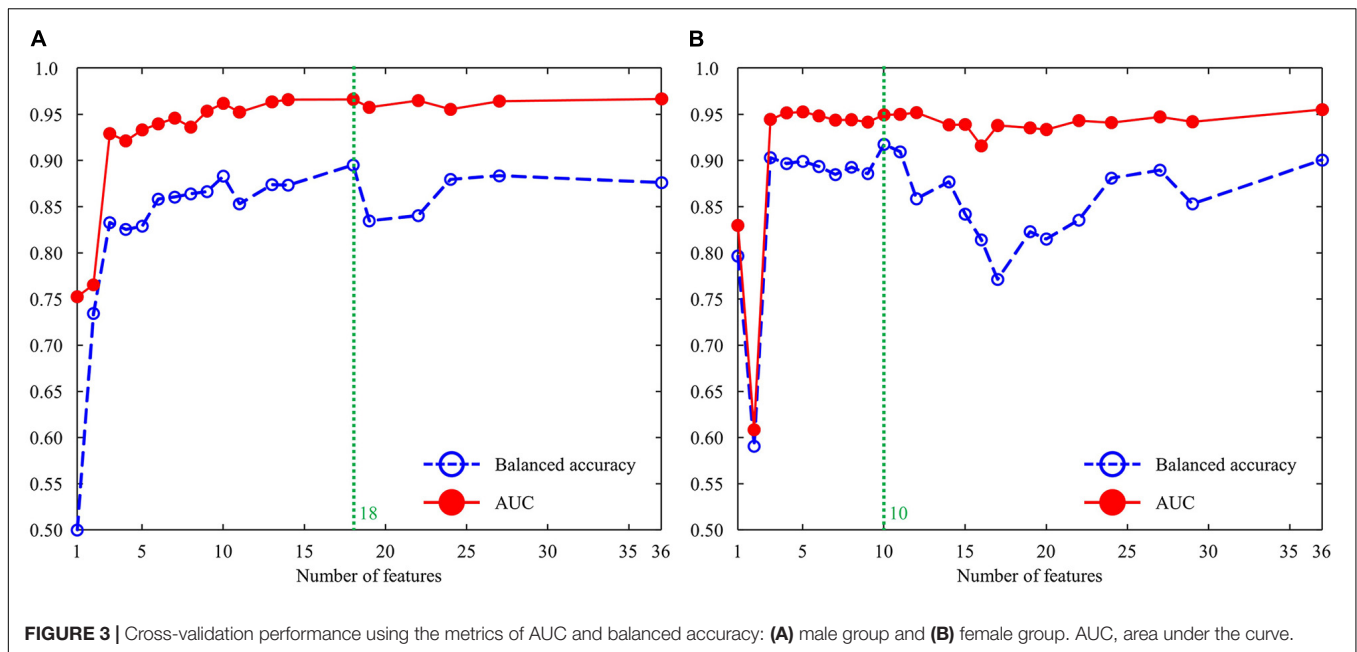 A
1.0
0.95
0.90
0.85
0.80
0.75
0.70
0.65
0.60
0.55
0.50
18
Balanced accuracy
AUC
1 5 10 15 20 25 30 35 36
Number of features
B
1.0
0.95
0.90
0.85
0.80
0.75
0.70
0.65
0.60
0.55
0.50
10
Balanced accuracy
AUC
1 5 10 15 20 25 30 35 36
Number of features
FIGURE 3 | Cross-validation performance using the metrics of AUC and balanced accuracy: (A) male group and (B) female group. AUC, area under the curve.